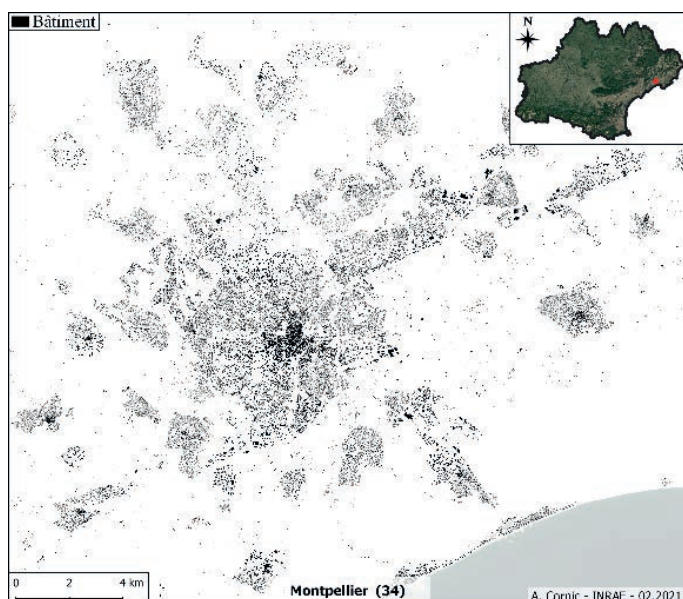 Bâtiment
N
0 2 4 km
Montpellier (34)
A. Cornic - INRAE - 02.2021